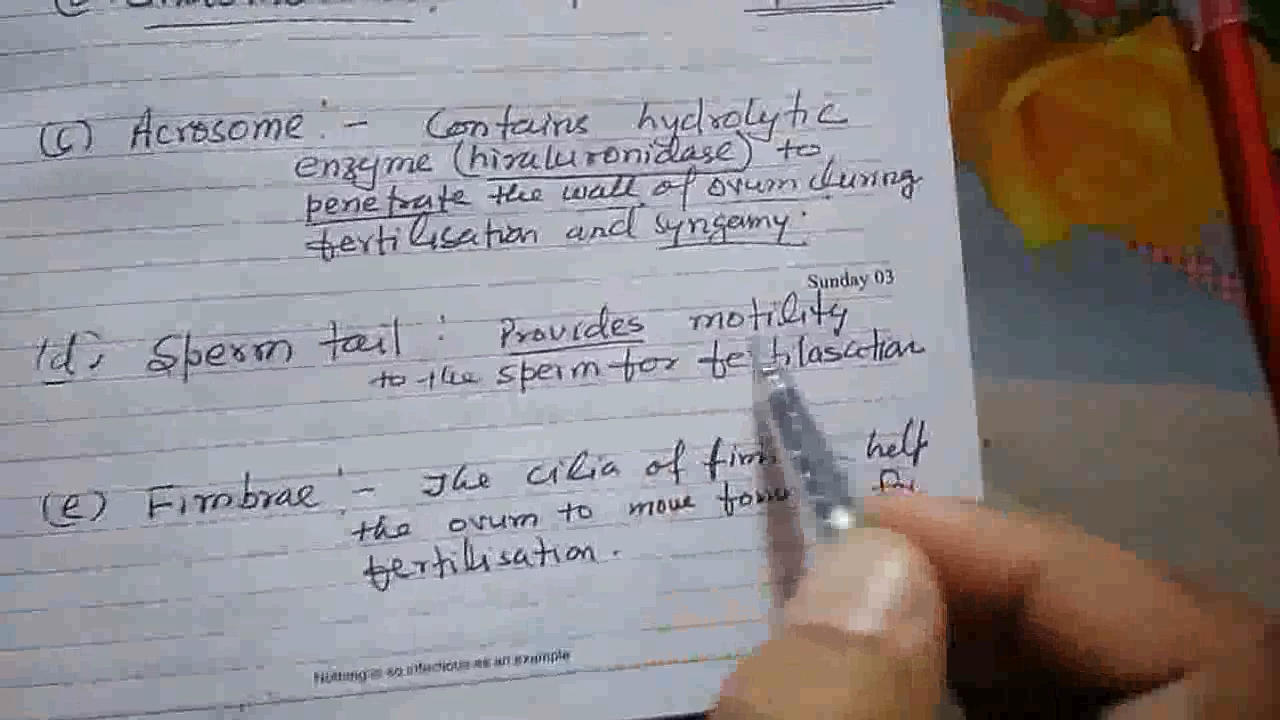 (c) Acrosome :- Contains hydrolytic
enzyme (hiraluronidase) to
penetrate the wall of ovum during
fertilisation and syngamy.
Sunday 03
(d) Sperm tail : Provides motility
to the sperm for fertilasation
(e) Fimbrae :- The cilia of help
the ovum to move
fertilisation.
Nothing is so infectious as an example